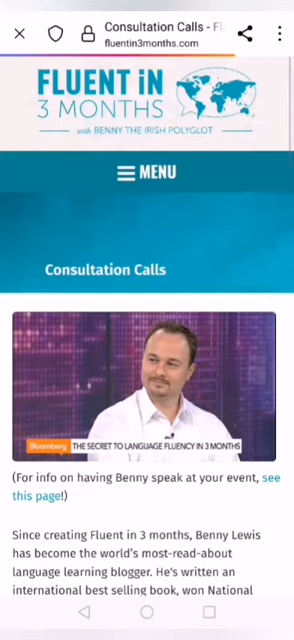 Consultation Calls - Fl
fluentin3months.com
FLUENT iN
3 MONTHS
with BENNY THE IRISH POLYGLOT
MENU
Consultation Calls
Bloomberg THE SECRET TO LANGUAGE FLUENCY IN 3 MONTHS
(For info on having Benny speak at your event, see
this page!)
Since creating Fluent in 3 months, Benny Lewis
has become the world's most-read-about
language learning blogger. He's written an
international best selling book, won National